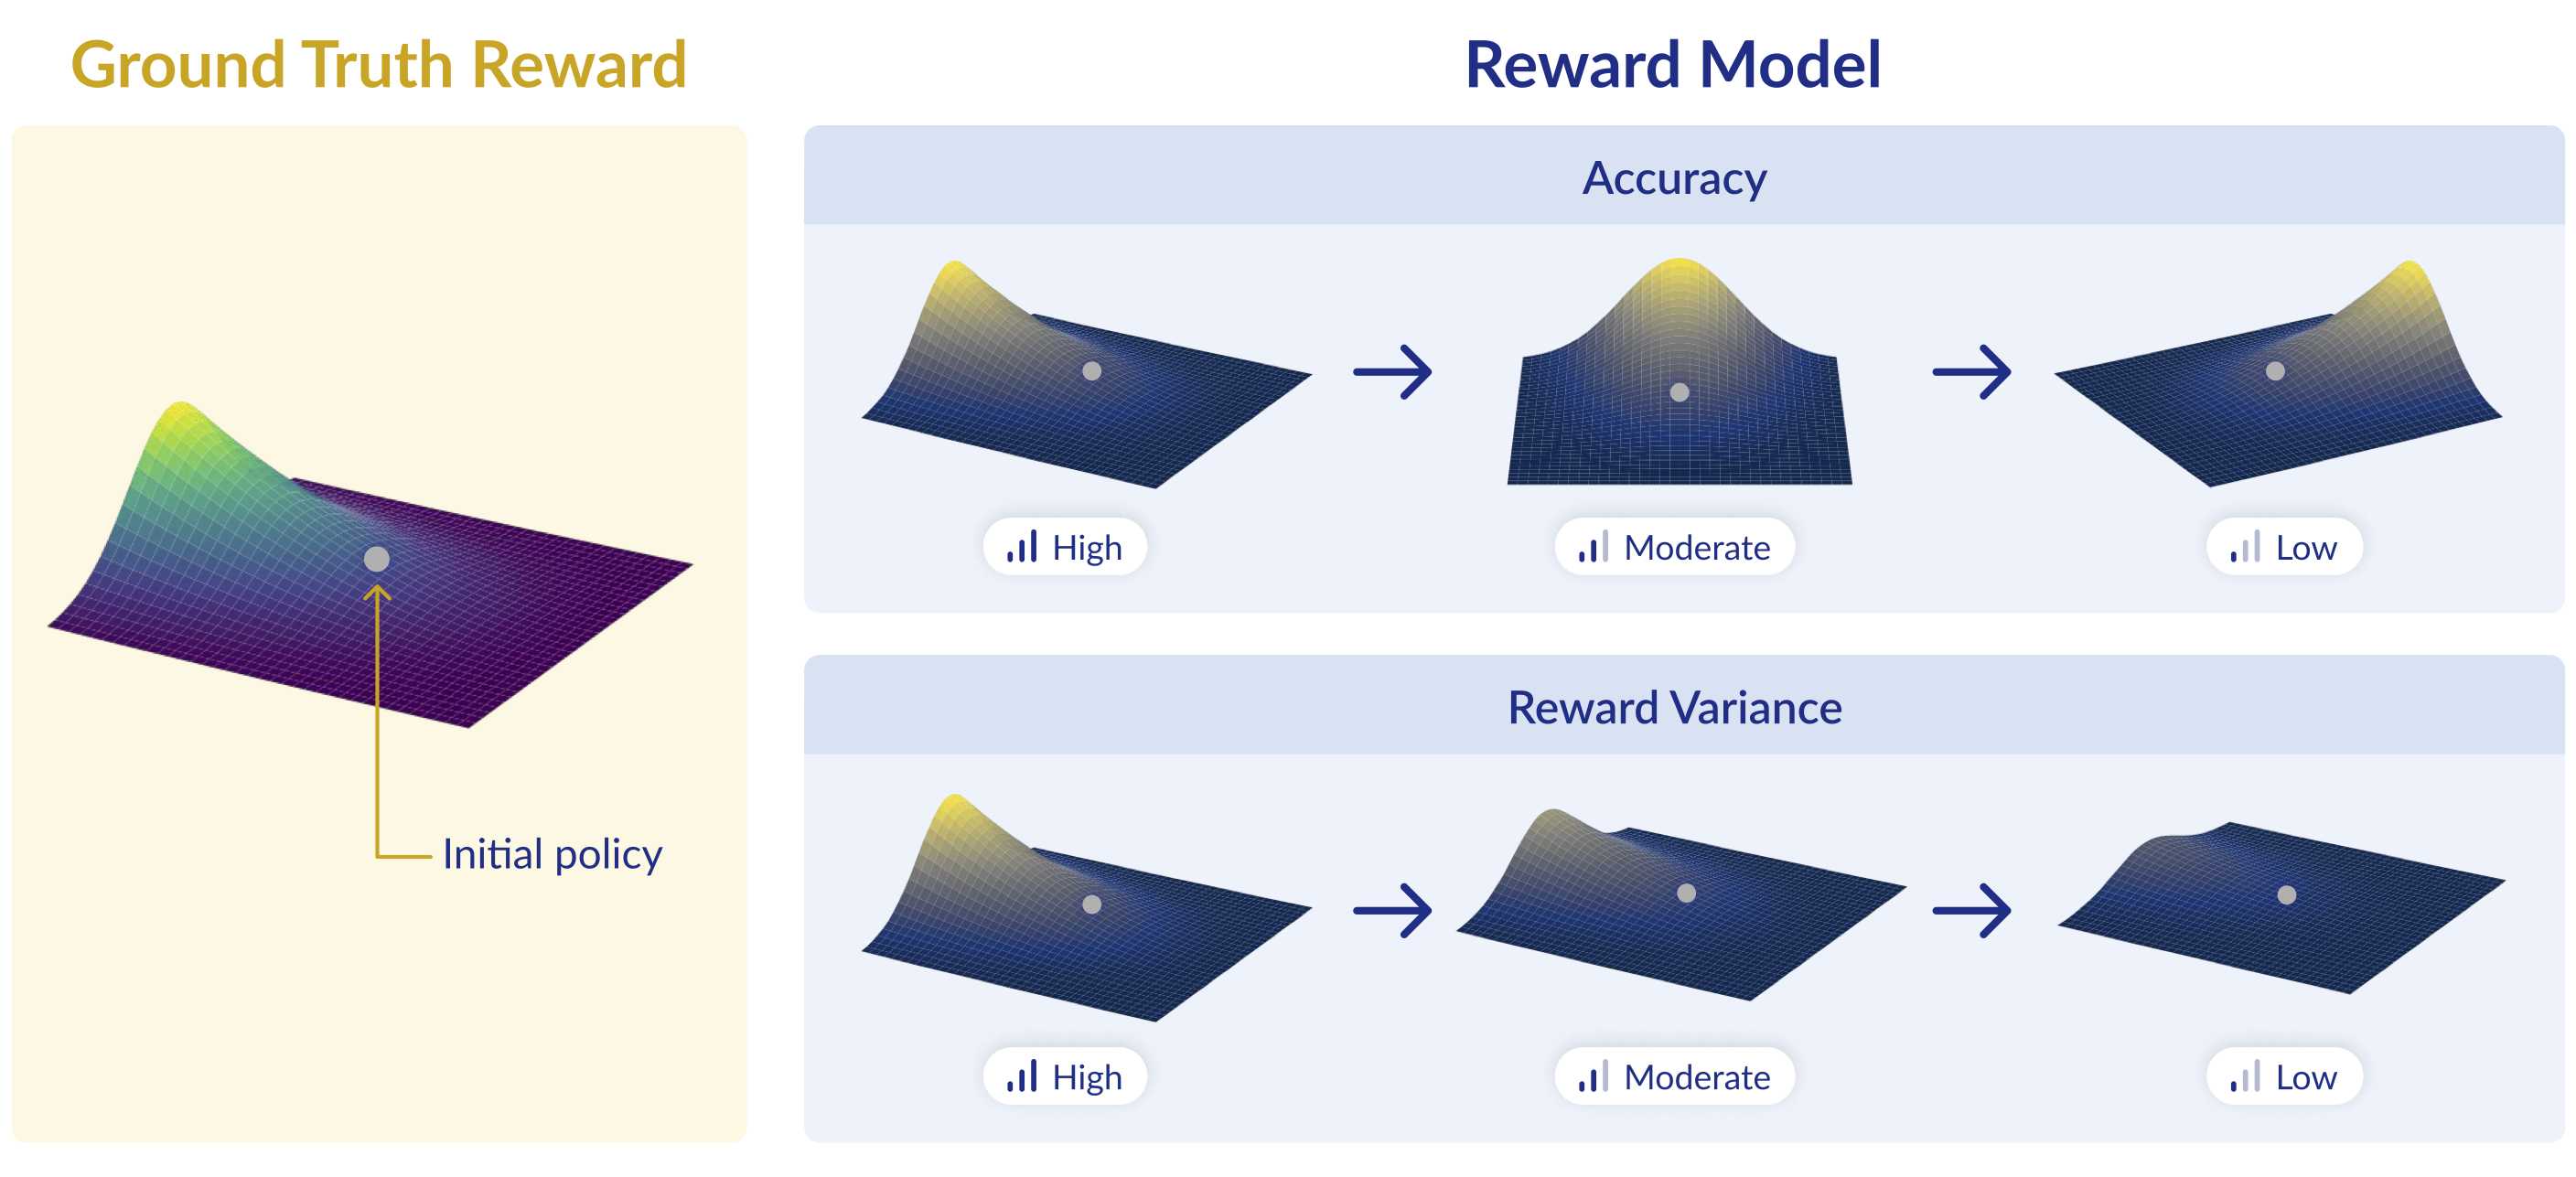 Ground Truth Reward
Initial policy
Reward Model
Accuracy
High
Moderate
Low
Reward Variance
High
Moderate
Low